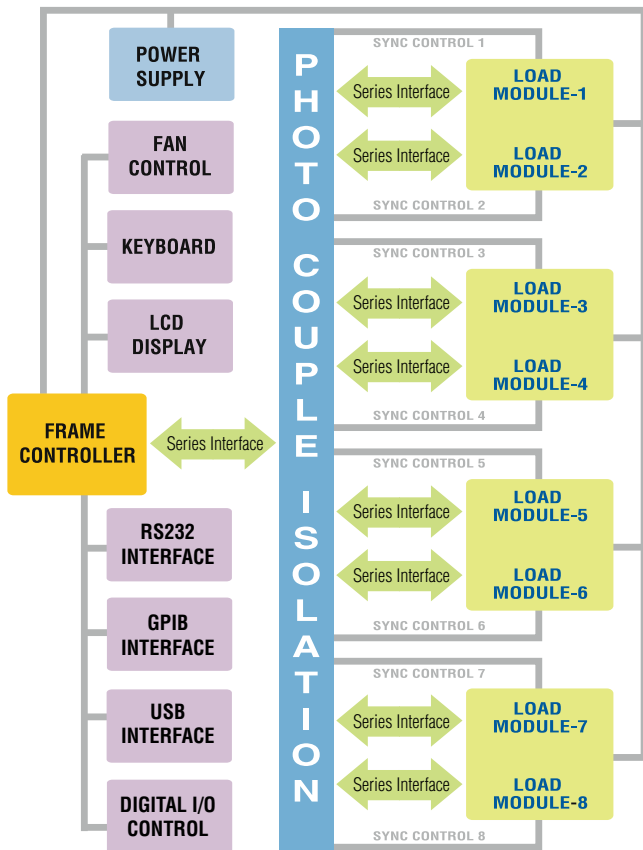 POWER
SUPPLY
FAN
CONTROL
KEYBOARD
LCD
DISPLAY
FRAME
CONTROLLER
Series Interface
RS232
INTERFACE
GPIB
INTERFACE
USB
INTERFACE
DIGITAL I/O
CONTROL
PHOTO COUPLE ISOLATION
SYNC CONTROL 1
Series Interface
LOAD
MODULE-1
Series Interface
LOAD
MODULE-2
SYNC CONTROL 2
SYNC CONTROL 3
Series Interface
LOAD
MODULE-3
Series Interface
LOAD
MODULE-4
SYNC CONTROL 4
SYNC CONTROL 5
Series Interface
LOAD
MODULE-5
Series Interface
LOAD
MODULE-6
SYNC CONTROL 6
SYNC CONTROL 7
Series Interface
LOAD
MODULE-7
Series Interface
LOAD
MODULE-8
SYNC CONTROL 8